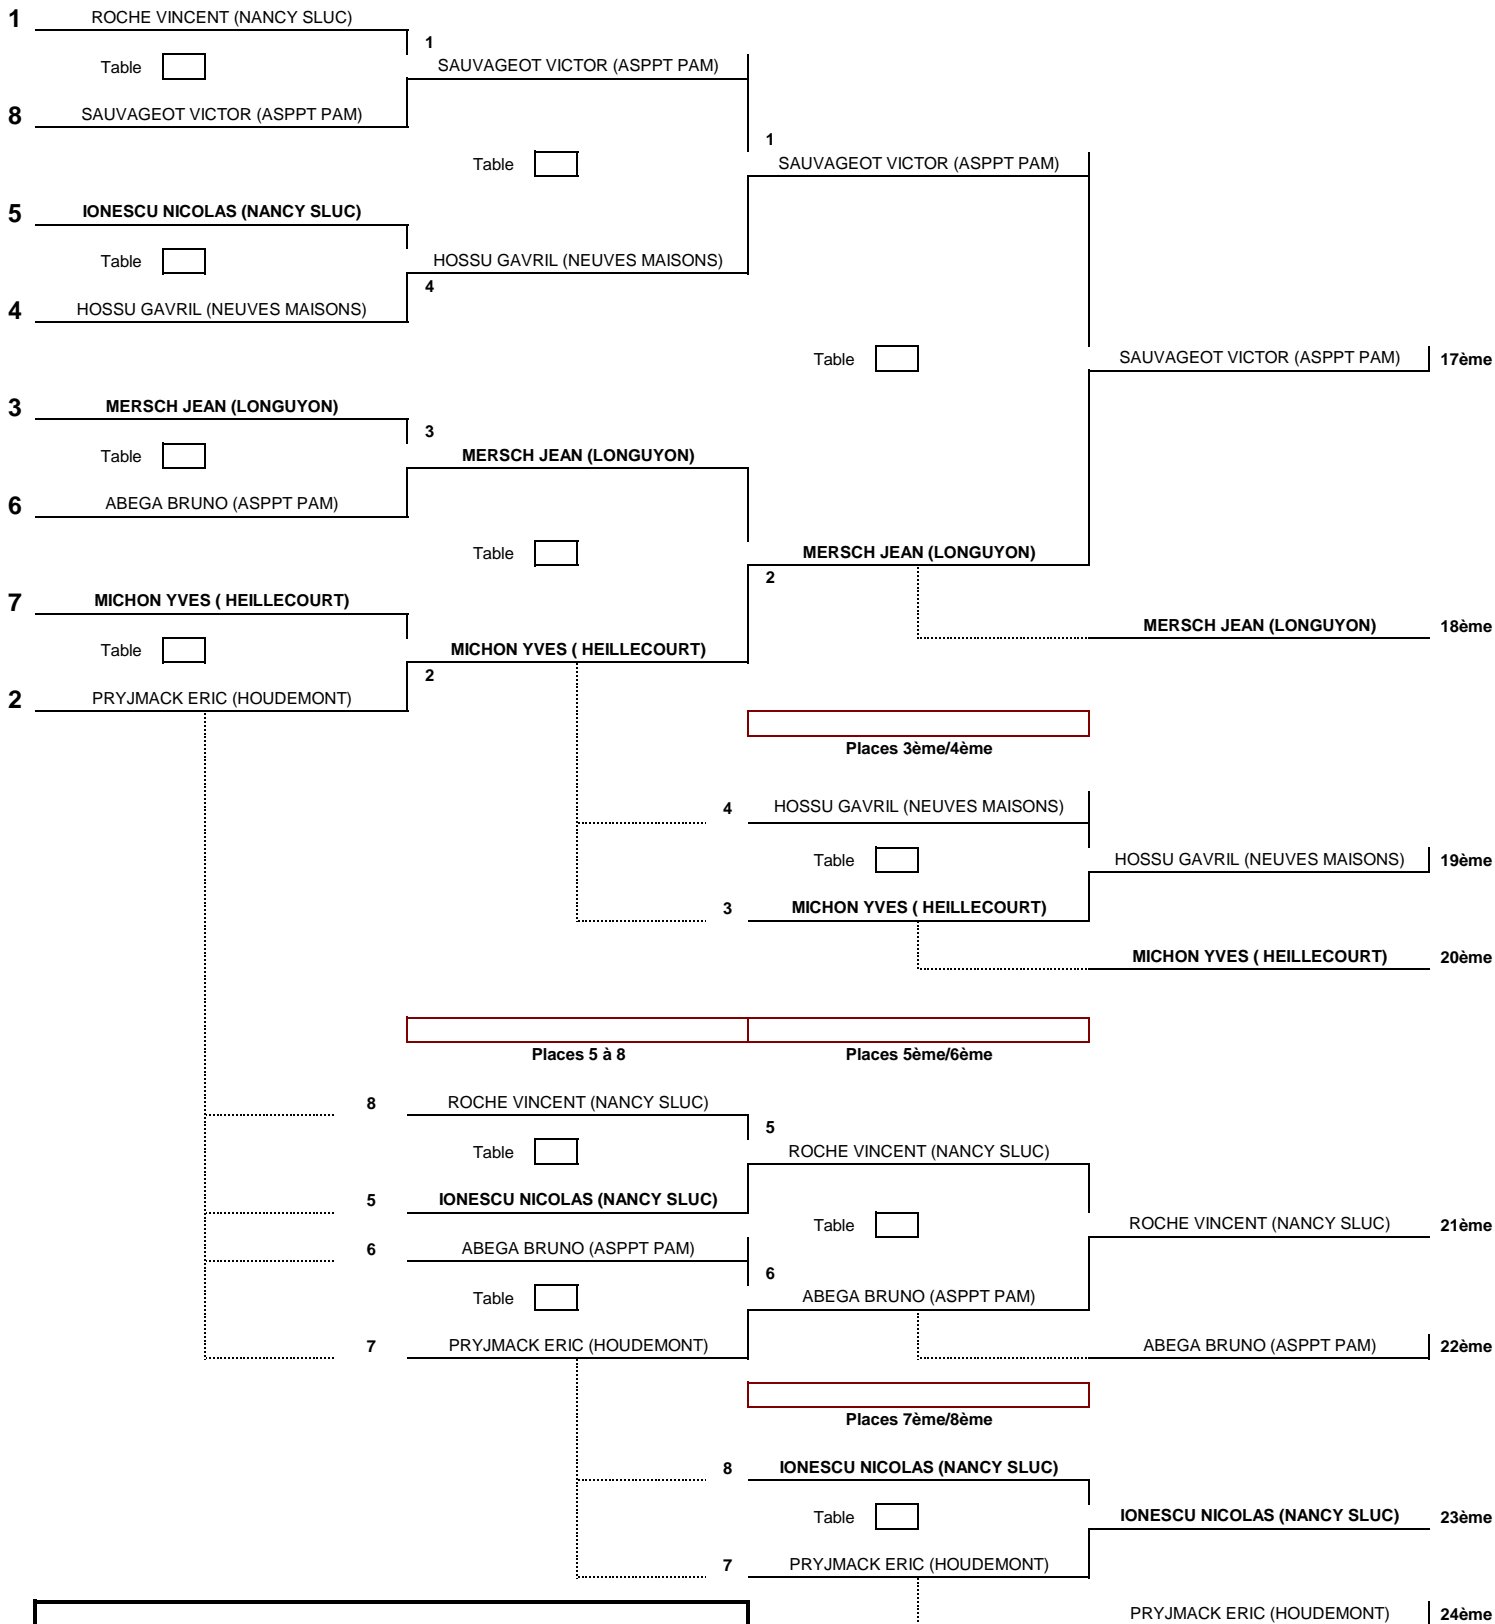 1 ROCHE VINCENT (NANCY SLUC)
1
Table SAUVAGEOT VICTOR (ASPPT PAM)
8 SAUVAGEOT VICTOR (ASPPT PAM)
1
Table SAUVAGEOT VICTOR (ASPPT PAM)
5 IONESCU NICOLAS (NANCY SLUC)
Table HOSSU GAVRIL (NEUVES MAISONS)
4
4 HOSSU GAVRIL (NEUVES MAISONS)
Table SAUVAGEOT VICTOR (ASPPT PAM) 17ème
3 MERSCH JEAN (LONGUYON)
3
Table MERSCH JEAN (LONGUYON)
6 ABEGA BRUNO (ASPPT PAM)
Table MERSCH JEAN (LONGUYON)
2
7 MICHON YVES ( HEILLECOURT)
MERSCH JEAN (LONGUYON) 18ème
Table MICHON YVES ( HEILLECOURT)
2
2 PRYJMACK ERIC (HOUDEMONT)
Places 3ème/4ème
4 HOSSU GAVRIL (NEUVES MAISONS)
Table HOSSU GAVRIL (NEUVES MAISONS) 19ème
3 MICHON YVES ( HEILLECOURT)
MICHON YVES ( HEILLECOURT) 20ème
Places 5 à 8 Places 5ème/6ème
8 ROCHE VINCENT (NANCY SLUC)
5
Table ROCHE VINCENT (NANCY SLUC)
5 IONESCU NICOLAS (NANCY SLUC)
Table ROCHE VINCENT (NANCY SLUC) 21ème
6 ABEGA BRUNO (ASPPT PAM)
6
Table ABEGA BRUNO (ASPPT PAM)
7 PRYJMACK ERIC (HOUDEMONT) ABEGA BRUNO (ASPPT PAM) 22ème
Places 7ème/8ème
8 IONESCU NICOLAS (NANCY SLUC)
Table IONESCU NICOLAS (NANCY SLUC) 23ème
7 PRYJMACK ERIC (HOUDEMONT)
PRYJMACK ERIC (HOUDEMONT) 24ème